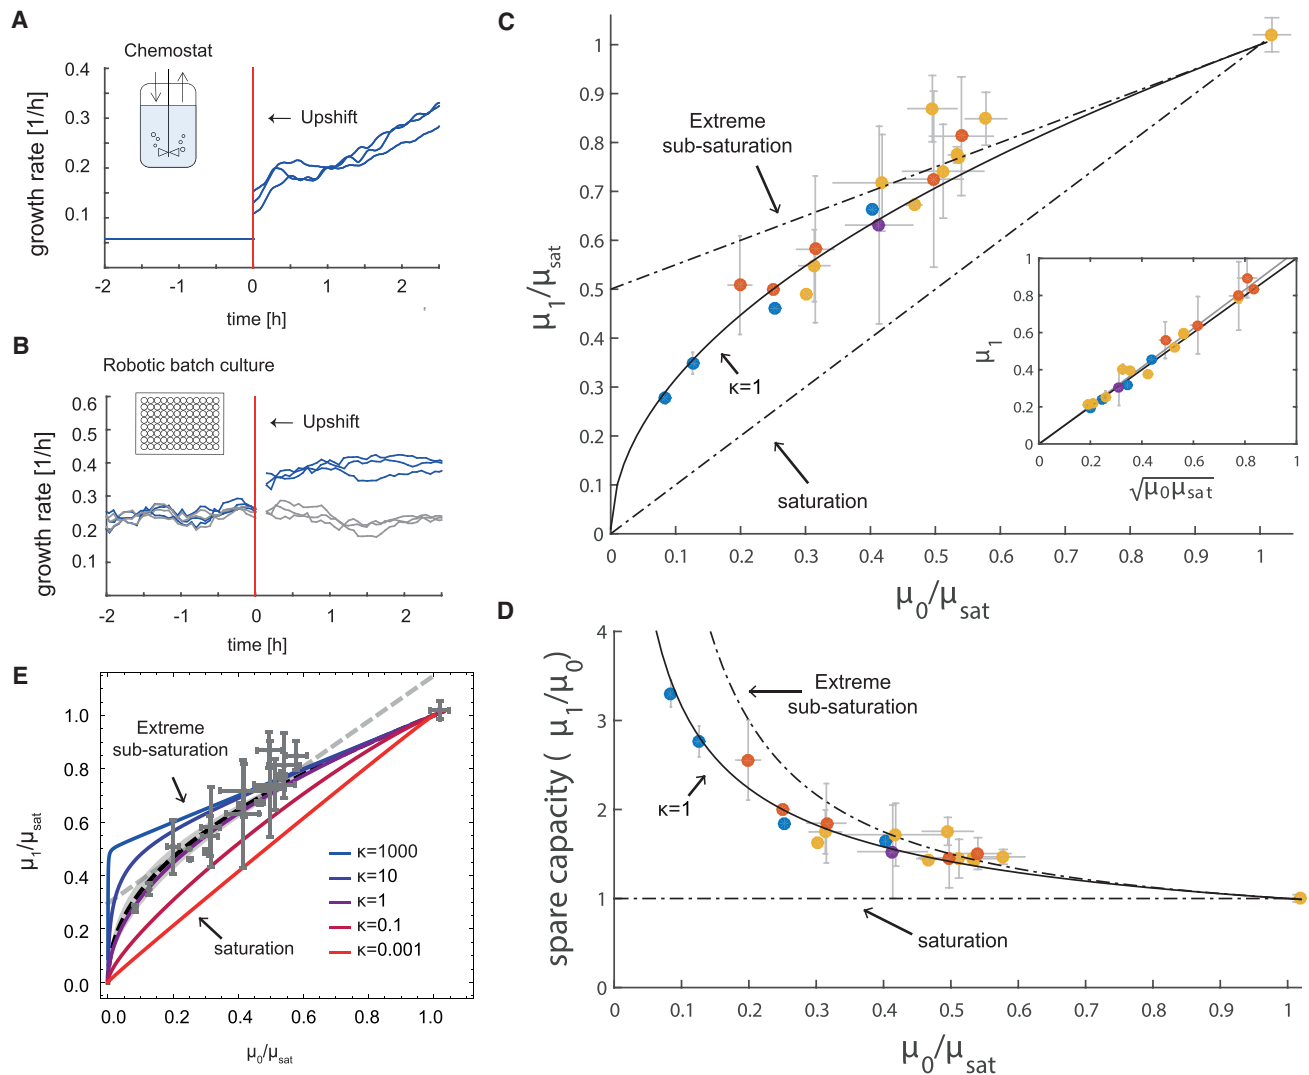 A
Chemostat
0.4
0.3
0.2
0.1
growth rate [1/h]
Upshift
-2
-1
0
1
2
time [h]
B
Robotic batch culture
0.6
0.5
0.4
0.3
0.2
0.1
growth rate [1/h]
Upshift
-2
-1
0
1
2
time [h]
C
1
0.9
0.8
0.7
0.6
0.5
0.4
0.3
0.2
0.1
0
μ1/μsat
Extreme
sub-saturation
κ=1
saturation
0
0.1
0.2
0.3
0.4
0.5
0.6
0.7
0.8
0.9
1
μ0/μsat
1
0.8
0.6
0.4
0.2
0
μ1
0
0.2
0.4
0.6
0.8
1
√μ0μsat
D
4
3
2
1
0
spare capacity ( μ1/μ0)
Extreme
sub-saturation
κ=1
saturation
0
0.1
0.2
0.3
0.4
0.5
0.6
0.7
0.8
0.9
1
μ0/μsat
E
1.0
0.8
0.6
0.4
0.2
0.0
μ1/μsat
Extreme
sub-saturation
κ=1000
κ=10
κ=1
κ=0.1
κ=0.001
saturation
0.0
0.2
0.4
0.6
0.8
1.0
μ0/μsat